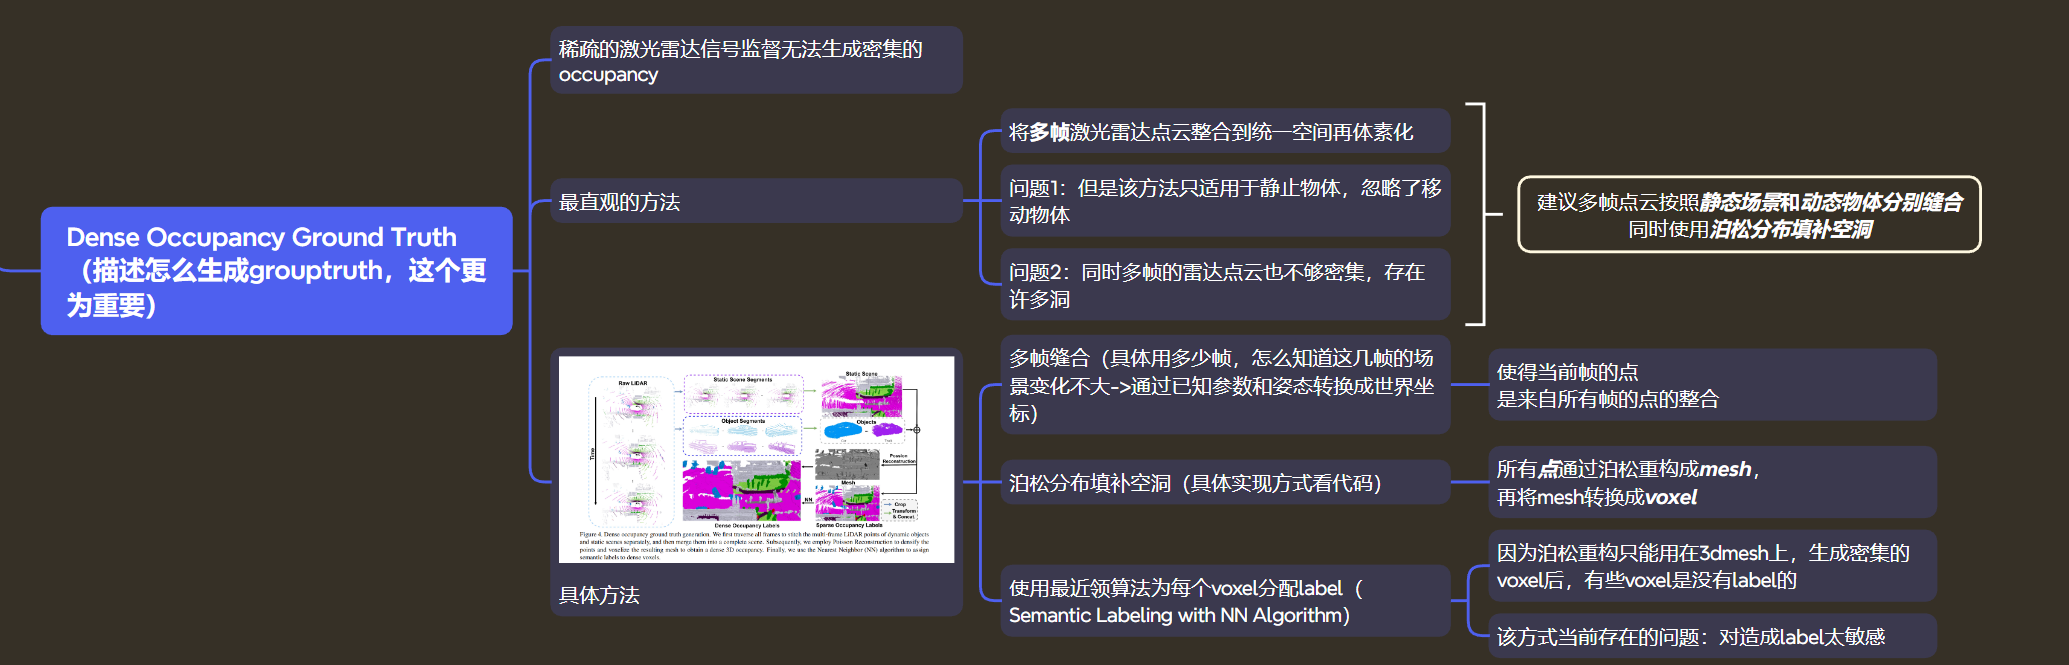 稀疏的激光雷达信号监督无法生成密集的
occupancy
将多帧激光雷达点云整合到统一空间再体素化
最直观的方法
问题1：但是该方法只适用于静止物体，忽略了移
动物体
建议多帧点云按照静态场景和动态物体分别缝合
同时使用泊松分布填补空洞
问题2：同时多帧的雷达点云也不够密集，存在
许多洞
Dense Occupancy Ground Truth
（描述怎么生成grouptruth，这个更
为重要）
Raw LiDAR
Time
Static Scene Segments
Static Scene
Object Segments
Objects
Car
Possion
Reconstruction
Mesh
NN
Crop
Transform
& Concat.
Dense Occupancy Labels
Sparse Occupancy Labels
Figure 4. Dense occupancy ground truth generation. We first traverse all frames to stitch the multi-frame LiDAR points of dynamic objects
and static scenes separately, and then merge them into a complete scene. Subsequently, we employ Poisson Reconstruction to densify the
points and voxelize the resulting mesh to obtain a dense 3D occupancy. Finally, we use the Nearest Neighbor (NN) algorithm to assign
semantic labels to dense voxels.
具体方法
多帧缝合（具体用多少帧，怎么知道这几帧的场
景变化不大->通过已知参数和姿态转换成世界坐
标）
使得当前帧的点
是来自所有帧的点的整合
泊松分布填补空洞（具体实现方式看代码）
所有点通过泊松重构成mesh，
再将mesh转换成voxel
使用最近领算法为每个voxel分配label（
Semantic Labeling with NN Algorithm）
因为泊松重构只能用在3dmesh上，生成密集的
voxel后，有些voxel是没有label的
该方式当前存在的问题：对造成label太敏感